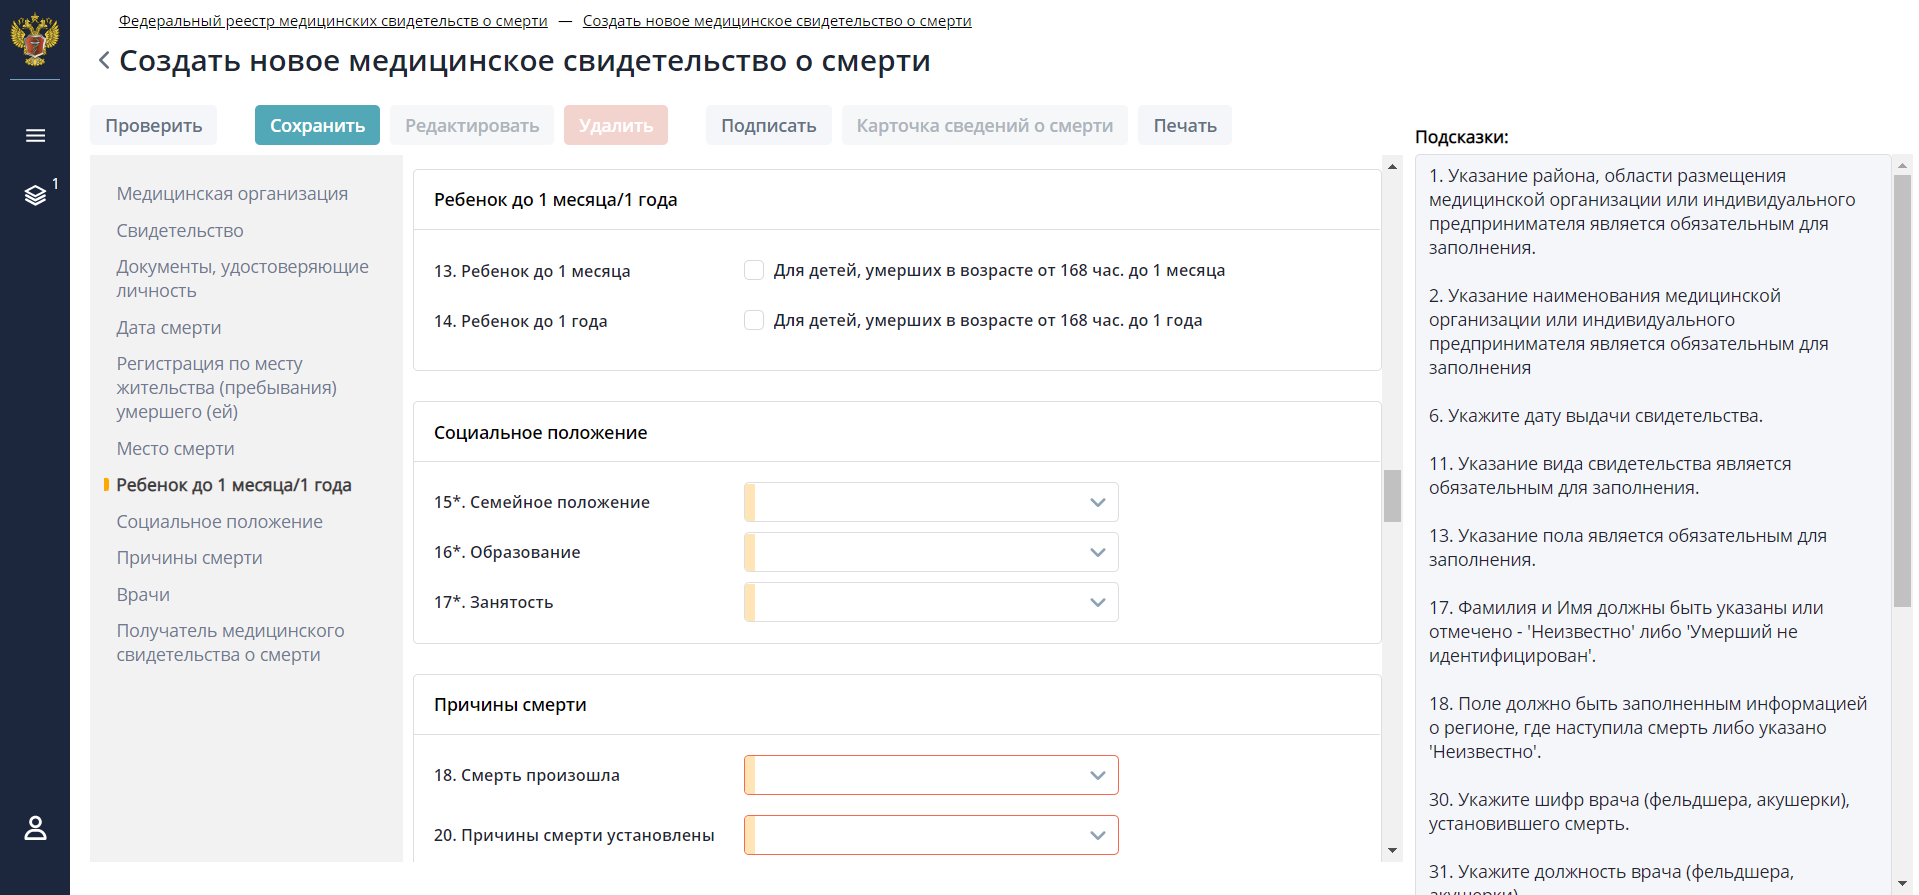 Федеральный реестр медицинских свидетельств о смерти — Создать новое медицинское свидетельство о смерти
Создать новое медицинское свидетельство о смерти
Проверить Сохранить Редактировать Удалить Подписать Карточка сведений о смерти Печать
1
Медицинская организация
Свидетельство
Документы, удостоверяющие
личность
Дата смерти
Регистрация по месту
жительства (пребывания)
умершего (ей)
Место смерти
Ребенок до 1 месяца/1 года
Социальное положение
Причины смерти
Врачи
Получатель медицинского
свидетельства о смерти
Ребенок до 1 месяца/1 года
13. Ребенок до 1 месяца Для детей, умерших в возрасте от 168 час. до 1 месяца
14. Ребенок до 1 года Для детей, умерших в возрасте от 168 час. до 1 года
Социальное положение
15*. Семейное положение
16*. Образование
17*. Занятость
Причины смерти
18. Смерть произошла
20. Причины смерти установлены
Подсказки:
1. Указание района, области размещения
медицинской организации или индивидуального
предпринимателя является обязательным для
заполнения.
2. Указание наименования медицинской
организации или индивидуального
предпринимателя является обязательным для
заполнения
6. Укажите дату выдачи свидетельства.
11. Указание вида свидетельства является
обязательным для заполнения.
13. Указание пола является обязательным для
заполнения.
17. Фамилия и Имя должны быть указаны или
отмечено - 'Неизвестно' либо 'Умерший не
идентифицирован'.
18. Поле должно быть заполненным информацией
о регионе, где наступила смерть либо указано
'Неизвестно'.
30. Укажите шифр врача (фельдшера, акушерки),
установившего смерть.
31. Укажите должность врача (фельдшера,